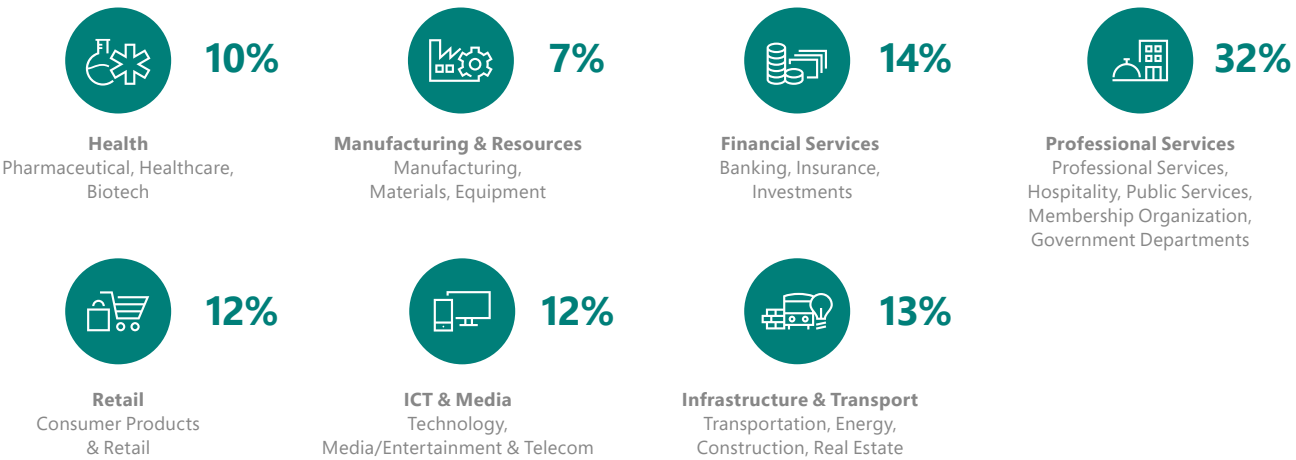 10%
Health
Pharmaceutical, Healthcare,
Biotech
7%
Manufacturing & Resources
Manufacturing,
Materials, Equipment
14%
Financial Services
Banking, Insurance,
Investments
32%
Professional Services
Professional Services,
Hospitality, Public Services,
Membership Organization,
Government Departments
12%
Retail
Consumer Products
& Retail
12%
ICT & Media
Technology,
Media/Entertainment & Telecom
13%
Infrastructure & Transport
Transportation, Energy,
Construction, Real Estate